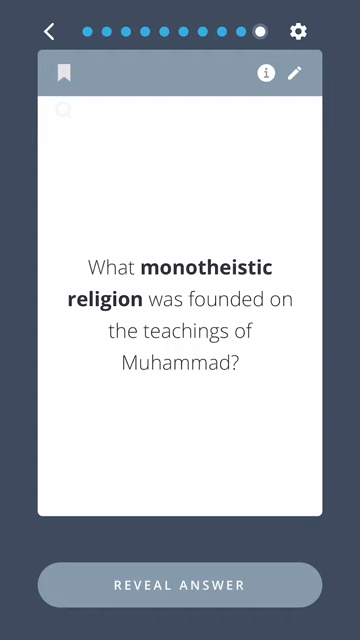 Q
What monotheistic
religion was founded on
the teachings of
Muhammad?
REVEAL ANSWER